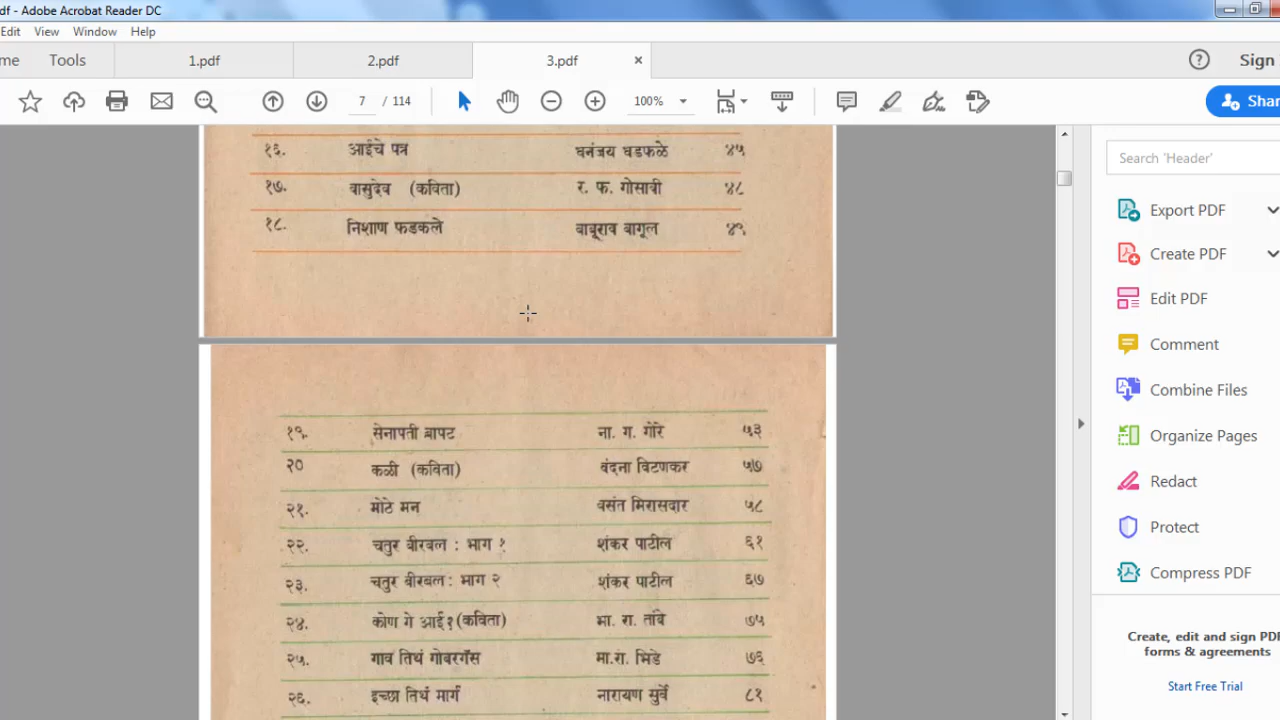 .pdf - Adobe Acrobat Reader DC
Edit View Window Help
me Tools 1.pdf 2.pdf 3.pdf × Sign
7 / 114 100% Shar
१६. आईचे पत्र धनंजय धडफळे ४५
१७. वासुदेव (कविता) र. फ. गोसावी ४८
१८. निशाण फडकले बाबूराव बागूल ४९
१९. सेनापती बापट ना. ग. गोरे ५३
२० कळी (कविता) वंदना विटणकर ५७
२१. मोठे मन वसंत मिरासदार ५८
२२. चतुर बीरबल : भाग १ शंकर पाटील ६१
२३. चतुर बीरबल : भाग २ शंकर पाटील ६७
२४. कोण गे आई? (कविता) भा. रा. तांबे ७५
२५. गाव तिथं गोबरगॅस मा.रा. भिडे ७६
२६. इच्छा तिथं मार्ग नारायण सुर्वे ८१
Search 'Header'
Export PDF
Create PDF
Edit PDF
Comment
Combine Files
Organize Pages
Redact
Protect
Compress PDF
Create, edit and sign PDF
forms & agreements
Start Free Trial